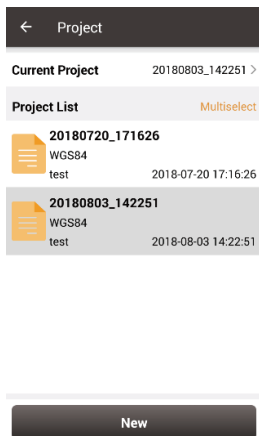 ← Project
Current Project 20180803_142251 >
Project List Multiselect
20180720_171626
WGS84
test 2018-07-20 17:16:26
20180803_142251
WGS84
test 2018-08-03 14:22:51
New